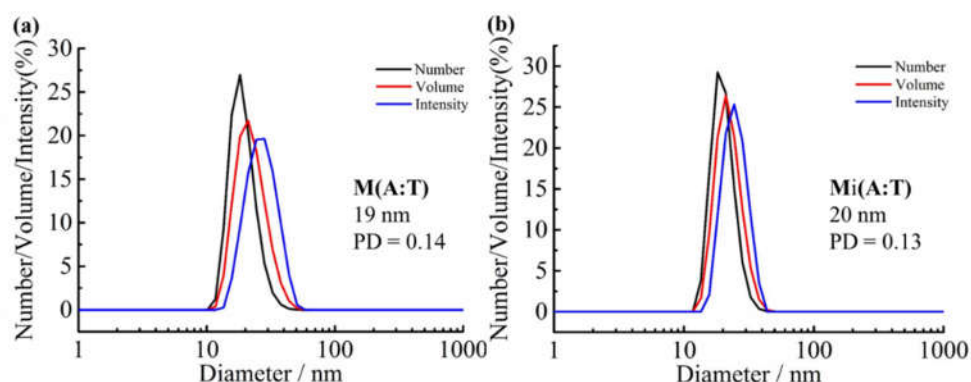 (a)
Number/Volume/Intensity(%)
30
25
20
15
10
5
0
Number
Volume
Intensity
M(A:T)
19 nm
PD = 0.14
1
10
100
1000
Diameter / nm
(b)
Number/Volume/Intensity(%)
30
25
20
15
10
5
0
Number
Volume
Intensity
Mi(A:T)
20 nm
PD = 0.13
1
10
100
1000
Diameter / nm